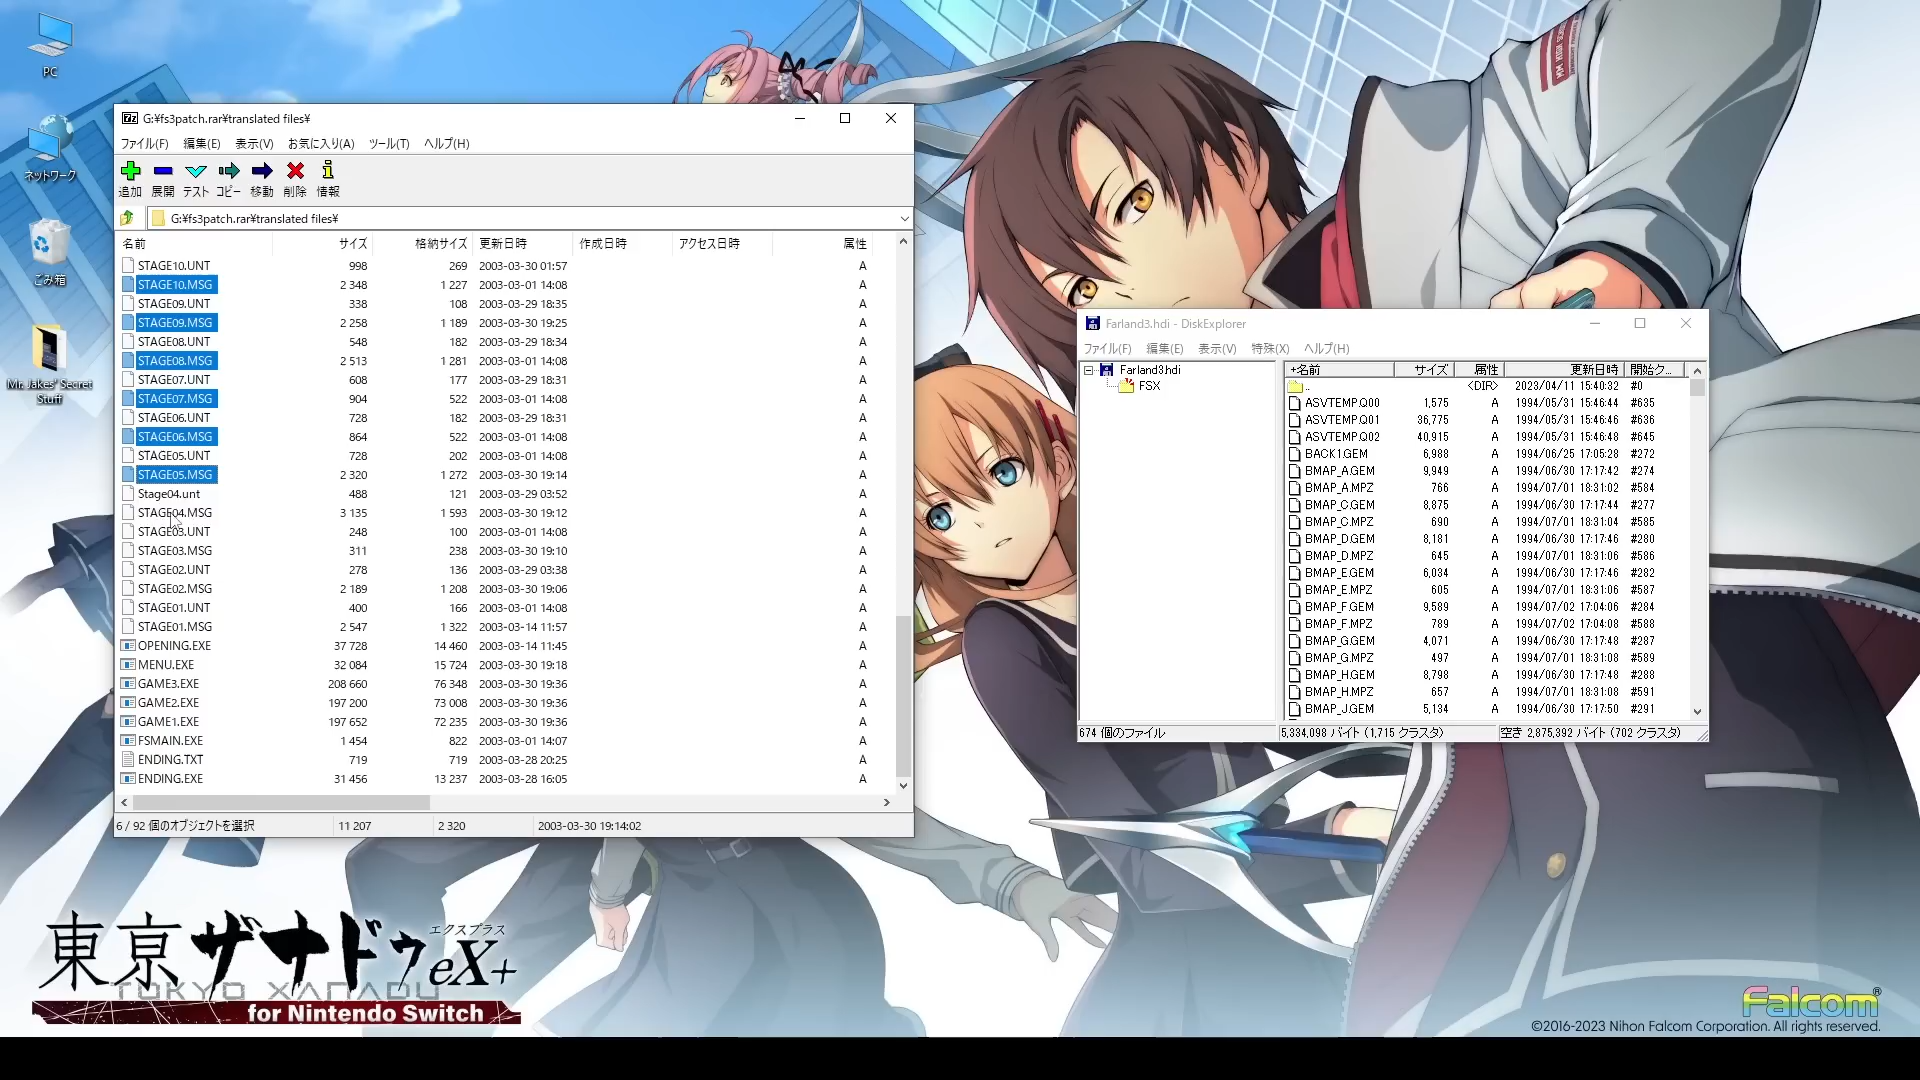 PC
ネットワーク
ごみ箱
Mr. Jakes' Secret
Stuff
G:¥fs3patch.rar¥translated files¥
ファイル(F) 編集(E) 表示(V) お気に入り(A) ツール(T) ヘルプ(H)
追加 展開 テスト コピー 移動 削除 情報
G:¥fs3patch.rar¥translated files¥
名前 サイズ 格納サイズ 更新日時 作成日時 アクセス日時 属性
STAGE10.UNT 998 269 2003-03-30 01:57 A
STAGE10.MSG 2 348 1 227 2003-03-01 14:08 A
STAGE09.UNT 338 108 2003-03-29 18:35 A
STAGE09.MSG 2 258 1 189 2003-03-30 19:25 A
STAGE08.UNT 548 182 2003-03-29 18:34 A
STAGE08.MSG 2 513 1 281 2003-03-01 14:08 A
STAGE07.UNT 608 177 2003-03-29 18:31 A
STAGE07.MSG 904 522 2003-03-01 14:08 A
STAGE06.UNT 728 182 2003-03-29 18:31 A
STAGE06.MSG 864 522 2003-03-01 14:08 A
STAGE05.UNT 728 202 2003-03-01 14:08 A
STAGE05.MSG 2 320 1 272 2003-03-30 19:14 A
Stage04.unt 488 121 2003-03-29 03:52 A
STAGE04.MSG 3 135 1 593 2003-03-30 19:12 A
STAGE03.UNT 248 100 2003-03-01 14:08 A
STAGE03.MSG 311 238 2003-03-30 19:10 A
STAGE02.UNT 278 136 2003-03-29 03:38 A
STAGE02.MSG 2 189 1 208 2003-03-30 19:06 A
STAGE01.UNT 400 166 2003-03-01 14:08 A
STAGE01.MSG 2 547 1 322 2003-03-14 11:57 A
OPENING.EXE 37 728 14 460 2003-03-14 11:45 A
MENU.EXE 32 084 15 724 2003-03-30 19:18 A
GAME3.EXE 208 660 76 348 2003-03-30 19:36 A
GAME2.EXE 197 200 73 008 2003-03-30 19:36 A
GAME1.EXE 197 652 72 235 2003-03-30 19:36 A
FSMAIN.EXE 1 454 822 2003-03-01 14:07 A
ENDING.TXT 719 719 2003-03-28 20:25 A
ENDING.EXE 31 456 13 237 2003-03-28 16:05 A
6 / 92 個のオブジェクトを選択 11 207 2 320 2003-03-30 19:14:02
Farland3.hdi - DiskExplorer
ファイル(F) 編集(E) 表示(V) 特殊(X) ヘルプ(H)
Farland3.hdi
FSX
+名前 サイズ 属性 更新日時 開始ク...
.. <DIR> 2023/04/11 15:40:32 #0
ASVTEMP.Q00 1,575 A 1994/05/31 15:46:44 #635
ASVTEMP.Q01 36,775 A 1994/05/31 15:46:46 #636
ASVTEMP.Q02 40,915 A 1994/05/31 15:46:48 #645
BACK1.GEM 6,988 A 1994/06/25 17:05:28 #272
BMAP_A.GEM 9,949 A 1994/06/30 17:17:42 #274
BMAP_A.MPZ 766 A 1994/07/01 18:31:02 #584
BMAP_C.GEM 8,875 A 1994/06/30 17:17:44 #277
BMAP_C.MPZ 690 A 1994/07/01 18:31:04 #585
BMAP_D.GEM 8,181 A 1994/06/30 17:17:46 #280
BMAP_D.MPZ 645 A 1994/07/01 18:31:06 #586
BMAP_E.GEM 6,034 A 1994/06/30 17:17:46 #282
BMAP_E.MPZ 605 A 1994/07/01 18:31:06 #587
BMAP_F.GEM 9,589 A 1994/07/02 17:04:06 #284
BMAP_F.MPZ 789 A 1994/07/02 17:04:08 #588
BMAP_G.GEM 4,071 A 1994/06/30 17:17:48 #287
BMAP_G.MPZ 497 A 1994/07/01 18:31:08 #589
BMAP_H.GEM 8,798 A 1994/06/30 17:17:48 #288
BMAP_H.MPZ 657 A 1994/07/01 18:31:08 #591
BMAP_J.GEM 5,134 A 1994/06/30 17:17:50 #291
674 個のファイル 5,334,098 バイト (1,715 クラスタ) 空き 2,875,392 バイト (702 クラスタ)
東亰ザナドゥeX+
エクスプラス
TOKYO XANADU
for Nintendo Switch
Falcom®
©2016-2023 Nihon Falcom Corporation. All rights reserved.